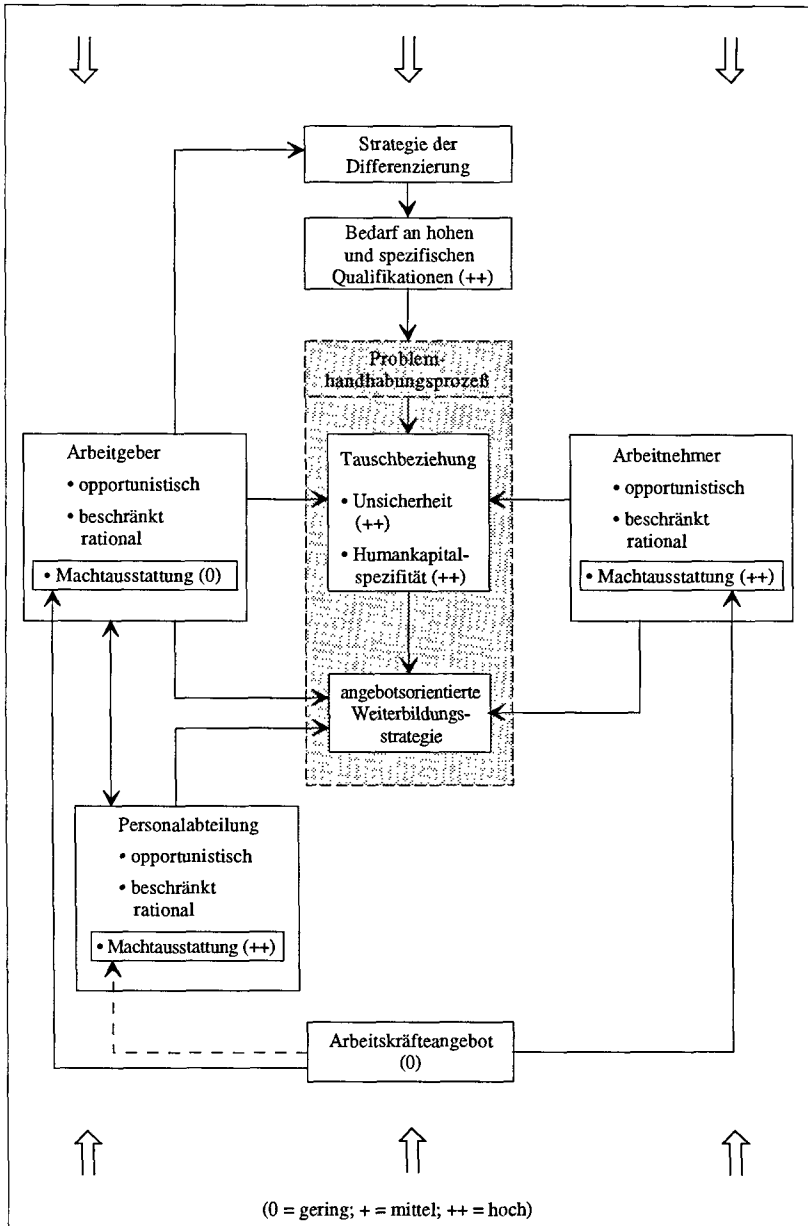 Strategie der
Differenzierung
Bedarf an hohen
und spezifischen
Qualifikationen (++)
Problem-
handhabungsprozeß
Arbeitgeber
• opportunistisch
• beschränkt
rational
• Machtausstattung (0)
Tauschbeziehung
• Unsicherheit
(++)
• Humankapital-
spezifität (++)
Arbeitnehmer
• opportunistisch
• beschränkt
rational
• Machtausstattung (++)
angebotsorientierte
Weiterbildungs-
strategie
Personalabteilung
• opportunistisch
• beschränkt
rational
• Machtausstattung (++)
Arbeitskräfteangebot
(0)
(0 = gering; + = mittel; ++ = hoch)